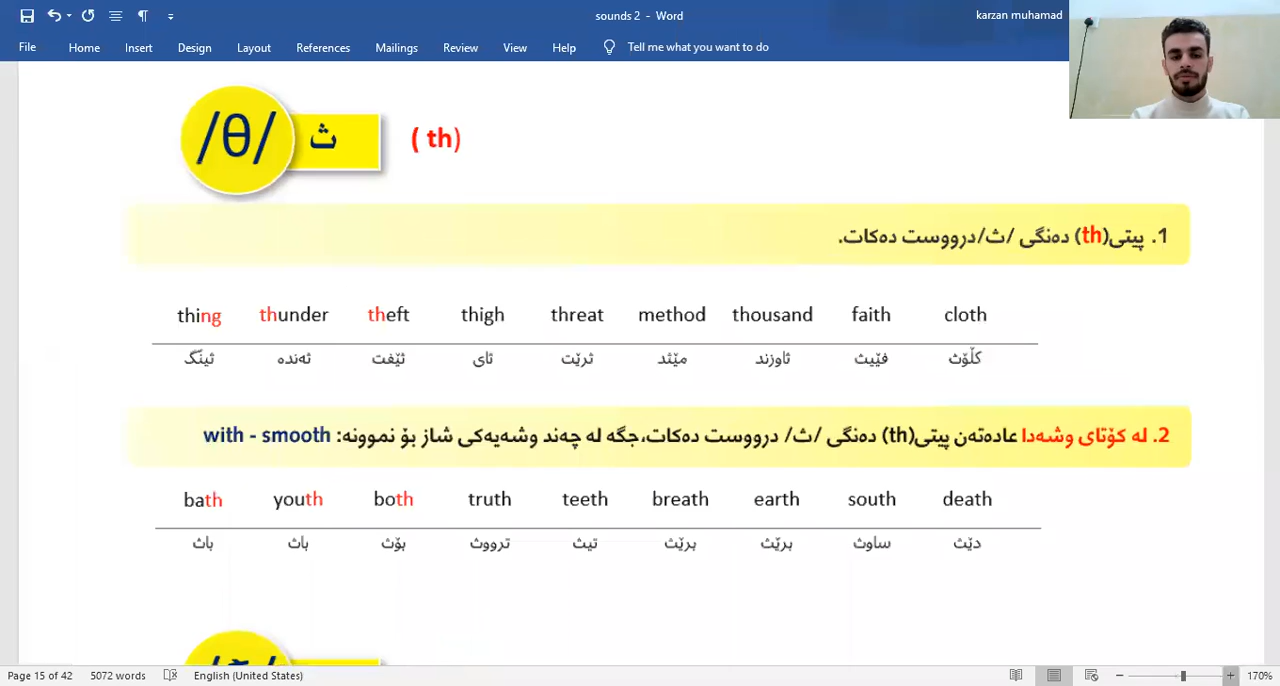 sounds 2 - Word
karzan muhamad
File Home Insert Design Layout References Mailings Review View Help Tell me what you want to do
/θ/ ث ( th)
1. پیتی(th) دەنگی /ث/درووست دەکات.
thing thunder theft thigh threat method thousand faith cloth
ثینگ ثەندە ثێفت ثای ثرێت مێثد ثاوزند فێیث کڵۆث
2. لە کۆتای وشەدا عادەتەن پیتی(th) دەنگی /ث/ درووست دەکات،جگە لە چەند وشەیەکی شاز بۆ نموونە: with - smooth
bath youth both truth teeth breath earth south death
باث باث بۆث ترووث تیث برێث برێث ساوث دێث
Page 15 of 42 5072 words English (United States) 170%